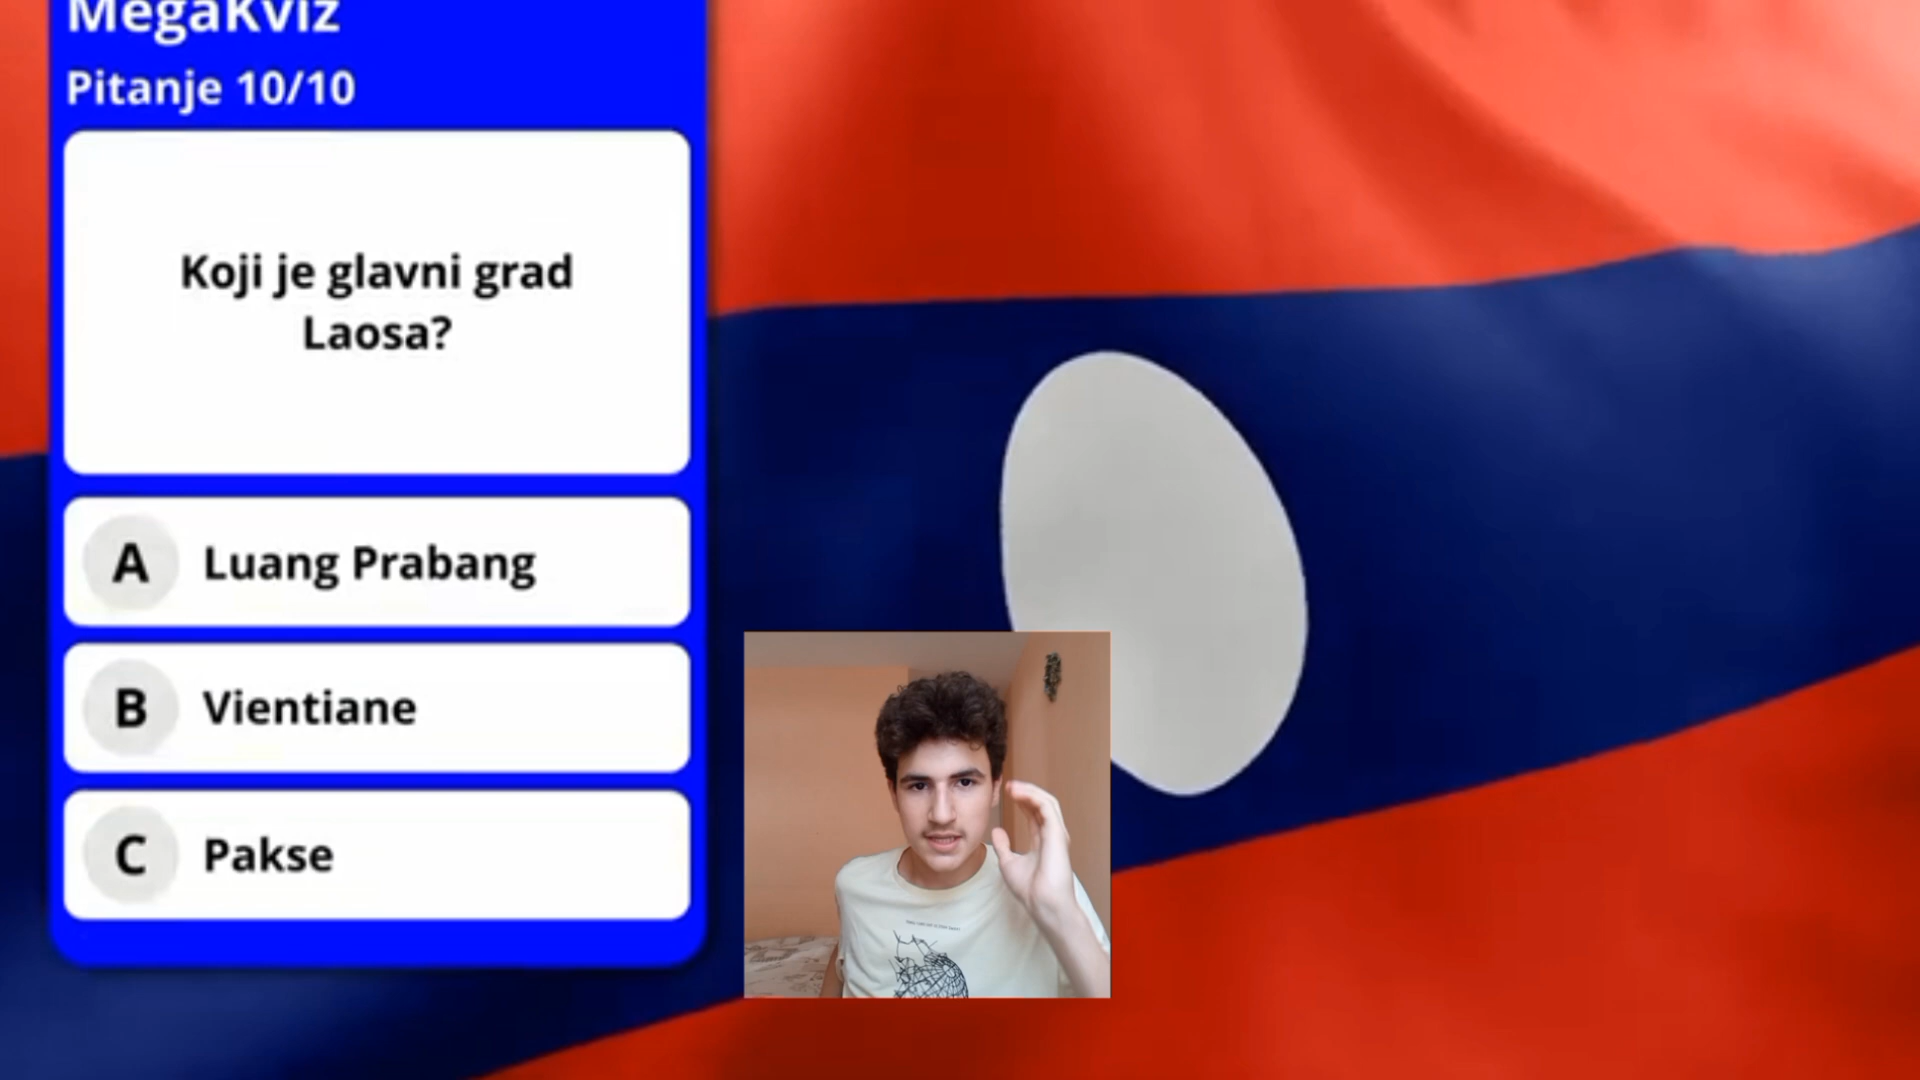 MegaKviz
Pitanje 10/10
Koji je glavni grad
Laosa?
A Luang Prabang
B Vientiane
C Pakse